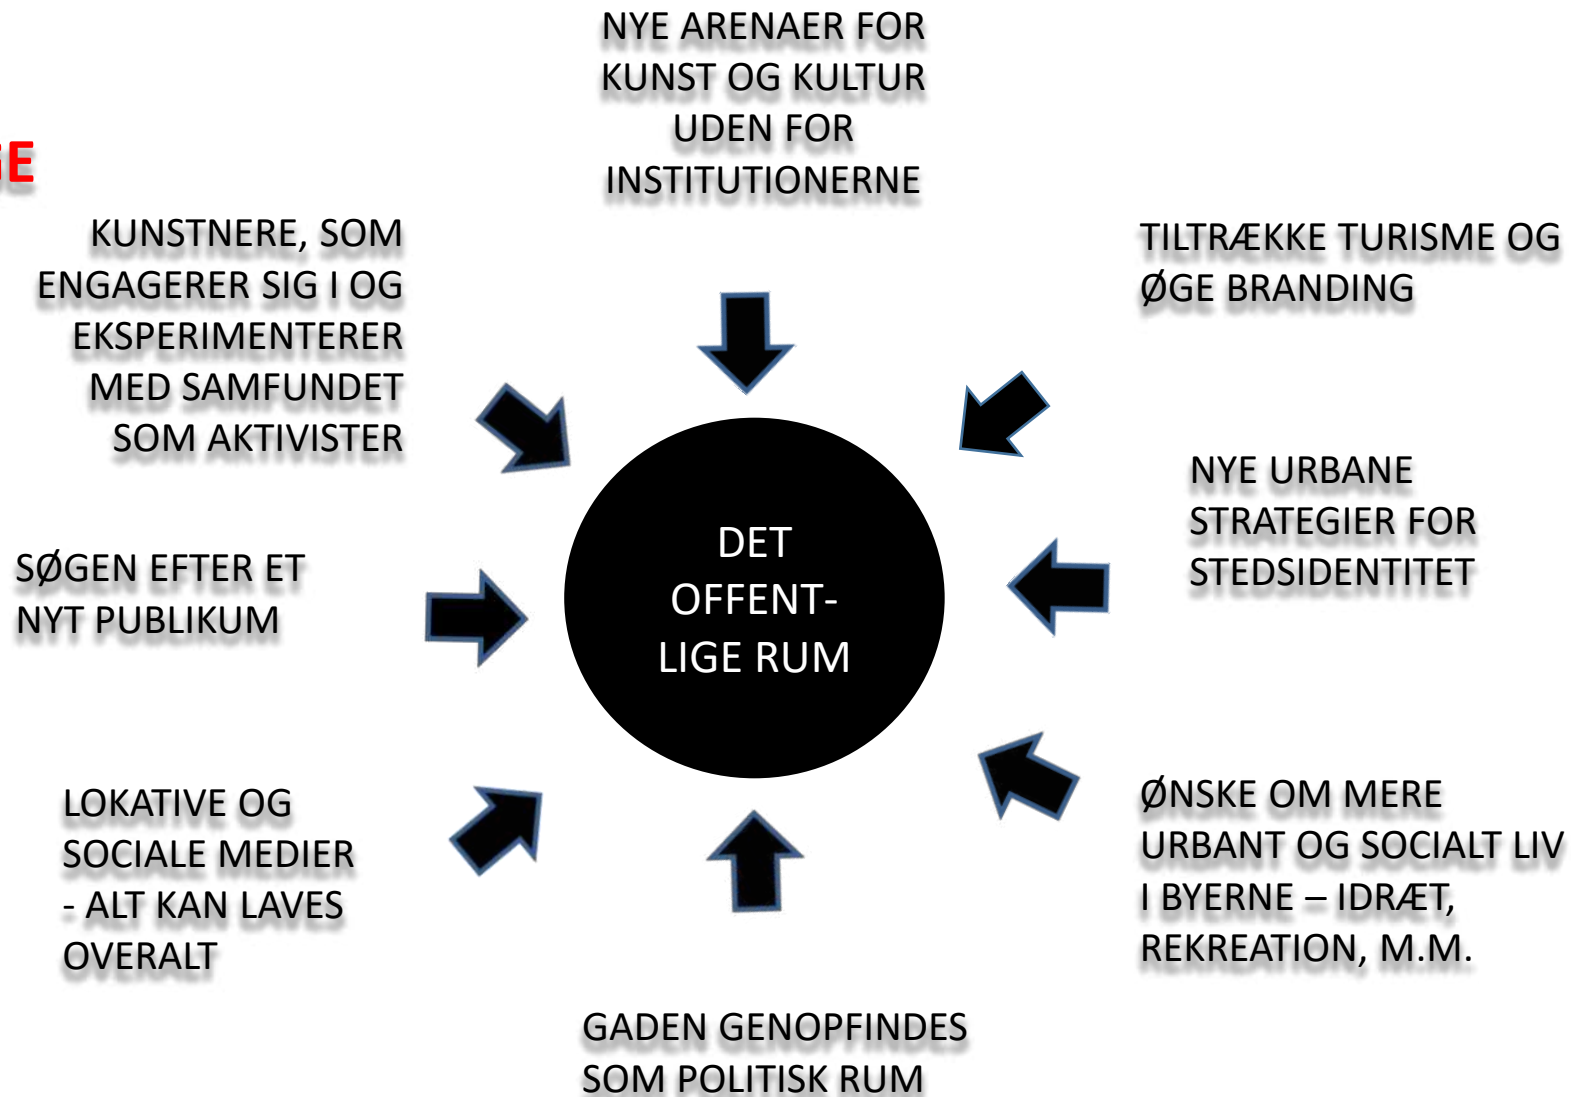 NYE ARENAER FOR
KUNST OG KULTUR
UDEN FOR
INSTITUTIONERNE
KUNSTNERE, SOM
ENGAGERER SIG I OG
EKSPERIMENTERER
MED SAMFUNDET
SOM AKTIVISTER
TILTRÆKKE TURISME OG
ØGE BRANDING
NYE URBANE
STRATEGIER FOR
STEDSIDENTITET
SØGEN EFTER ET
NYT PUBLIKUM
DET
OFFENT-
LIGE RUM
LOKATIVE OG
SOCIALE MEDIER
- ALT KAN LAVES
OVERALT
ØNSKE OM MERE
URBANT OG SOCIALT LIV
I BYERNE – IDRÆT,
REKREATION, M.M.
GADEN GENOPFINDES
SOM POLITISK RUM